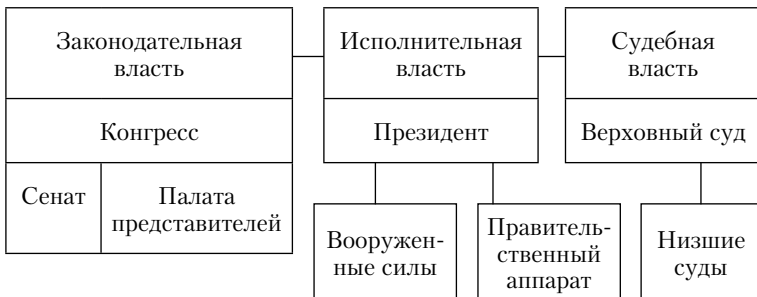 Законодательная
власть
Исполнительная
власть
Судебная
власть
Конгресс
Президент
Верховный суд
Сенат
Палата
представителей
Вооружен-
ные силы
Правитель-
ственный
аппарат
Низшие
суды